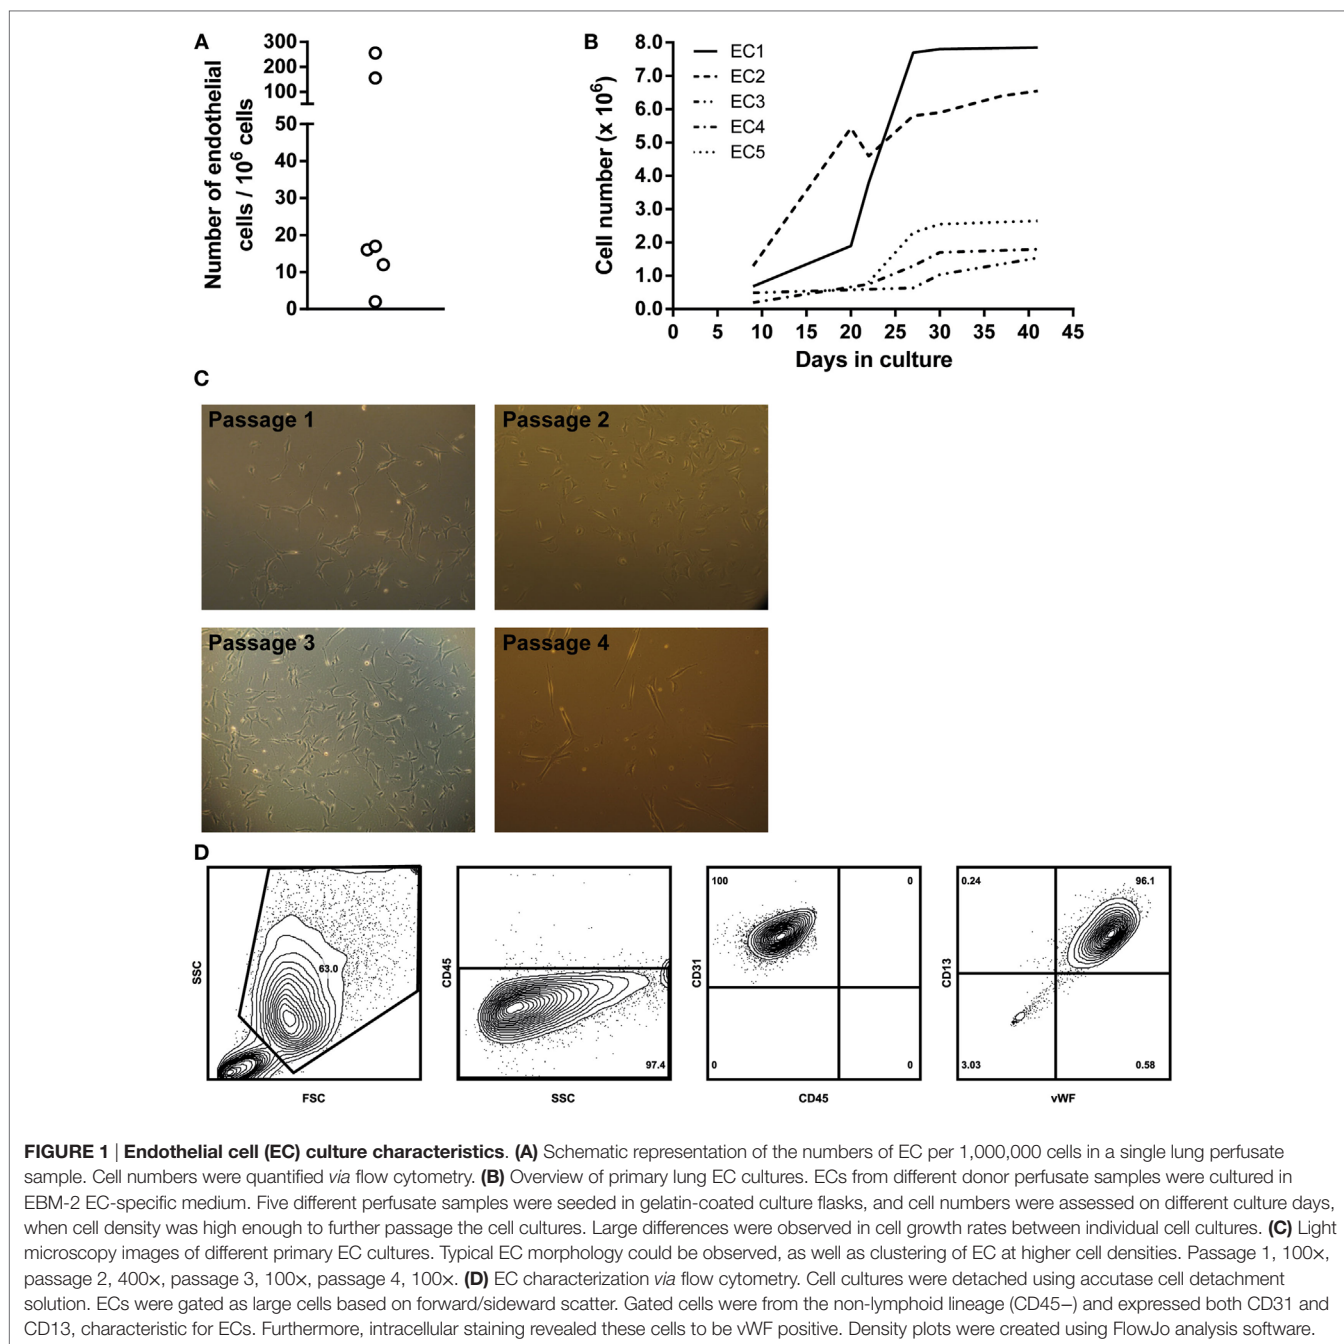 A
Number of endothelial
cells / 10⁶ cells
300
200
100
50
40
30
20
10
0
B
Cell number (x 10⁶)
8.0
7.0
6.0
5.0
4.0
3.0
2.0
1.0
0.0
EC1
EC2
EC3
EC4
EC5
0 5 10 15 20 25 30 35 40 45
Days in culture
C
Passage 1
Passage 2
Passage 3
Passage 4
D
SSC
63.0
FSC
CD45
97.4
SSC
CD31
100 0
0 0
CD45
CD13
0.24 96.1
3.03 0.58
vWF
FIGURE 1 | Endothelial cell (EC) culture characteristics. (A) Schematic representation of the numbers of EC per 1,000,000 cells in a single lung perfusate
sample. Cell numbers were quantified via flow cytometry. (B) Overview of primary lung EC cultures. ECs from different donor perfusate samples were cultured in
EBM-2 EC-specific medium. Five different perfusate samples were seeded in gelatin-coated culture flasks, and cell numbers were assessed on different culture days,
when cell density was high enough to further passage the cell cultures. Large differences were observed in cell growth rates between individual cell cultures. (C) Light
microscopy images of different primary EC cultures. Typical EC morphology could be observed, as well as clustering of EC at higher cell densities. Passage 1, 100×,
passage 2, 400×, passage 3, 100×, passage 4, 100×. (D) EC characterization via flow cytometry. Cell cultures were detached using accutase cell detachment
solution. ECs were gated as large cells based on forward/sideward scatter. Gated cells were from the non-lymphoid lineage (CD45−) and expressed both CD31 and
CD13, characteristic for ECs. Furthermore, intracellular staining revealed these cells to be vWF positive. Density plots were created using FlowJo analysis software.